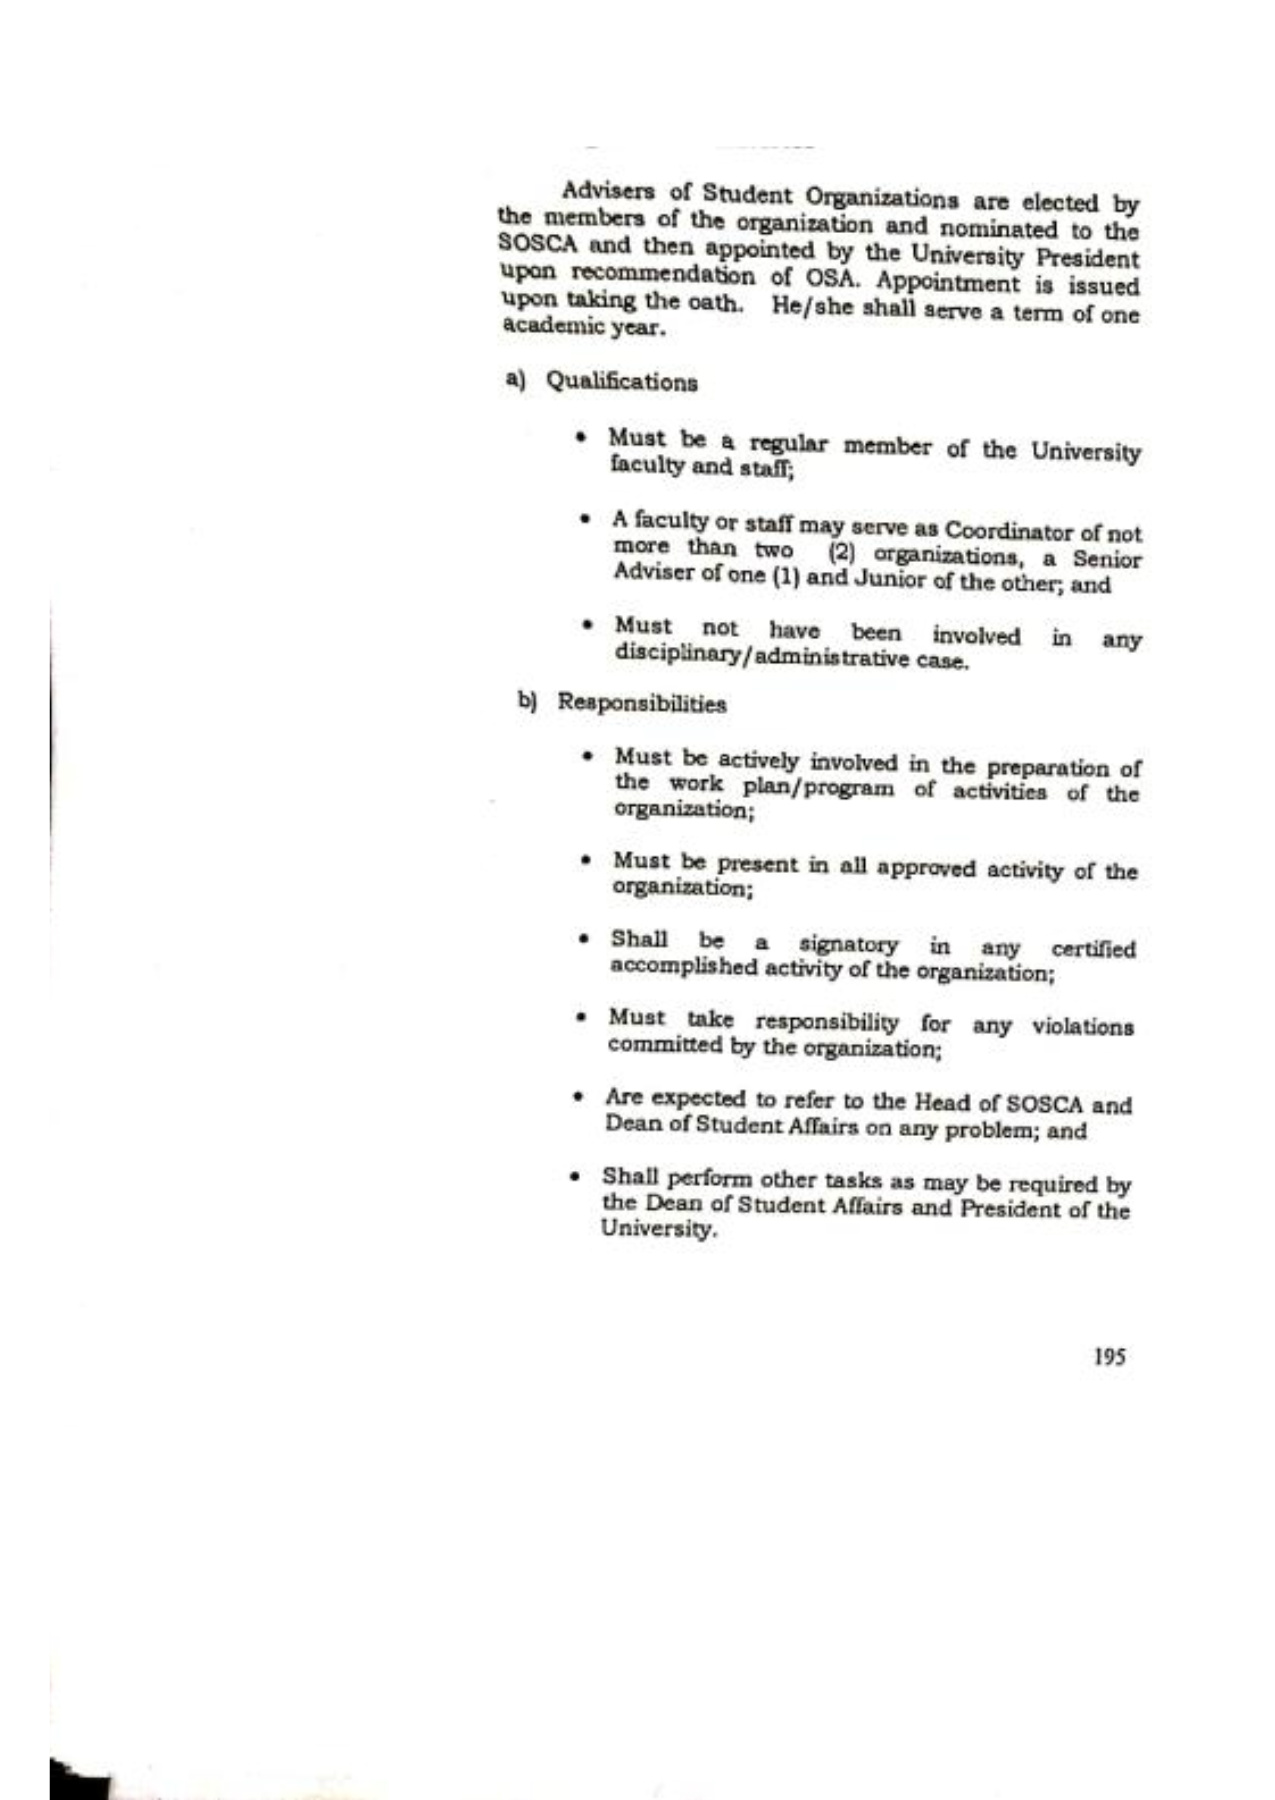 Advisers of Student Organizations are elected by
the members of the organization and nominated to the
SOSCA and then appointed by the University President
upon recommendation of OSA. Appointment is issued
upon taking the oath. He/she shall serve a term of one
academic year.
a) Qualifications
• Must be a regular member of the University
faculty and staff;
• A faculty or staff may serve as Coordinator of not
more than two (2) organizations, a Senior
Adviser of one (1) and Junior of the other; and
• Must not have been involved in any
disciplinary/administrative case.
b) Responsibilities
• Must be actively involved in the preparation of
the work plan/program of activities of the
organization;
• Must be present in all approved activity of the
organization;
• Shall be a signatory in any certified
accomplished activity of the organization;
• Must take responsibility for any violations
committed by the organization;
• Are expected to refer to the Head of SOSCA and
Dean of Student Affairs on any problem; and
• Shall perform other tasks as may be required by
the Dean of Student Affairs and President of the
University.
195